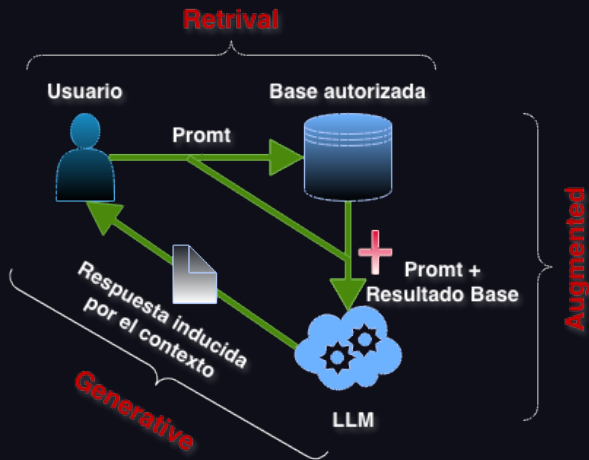 Retrival
Usuario
Base autorizada
Promt
Promt +
Resultado Base
Augmented
Respuesta inducida
por el contexto
Generative
LLM